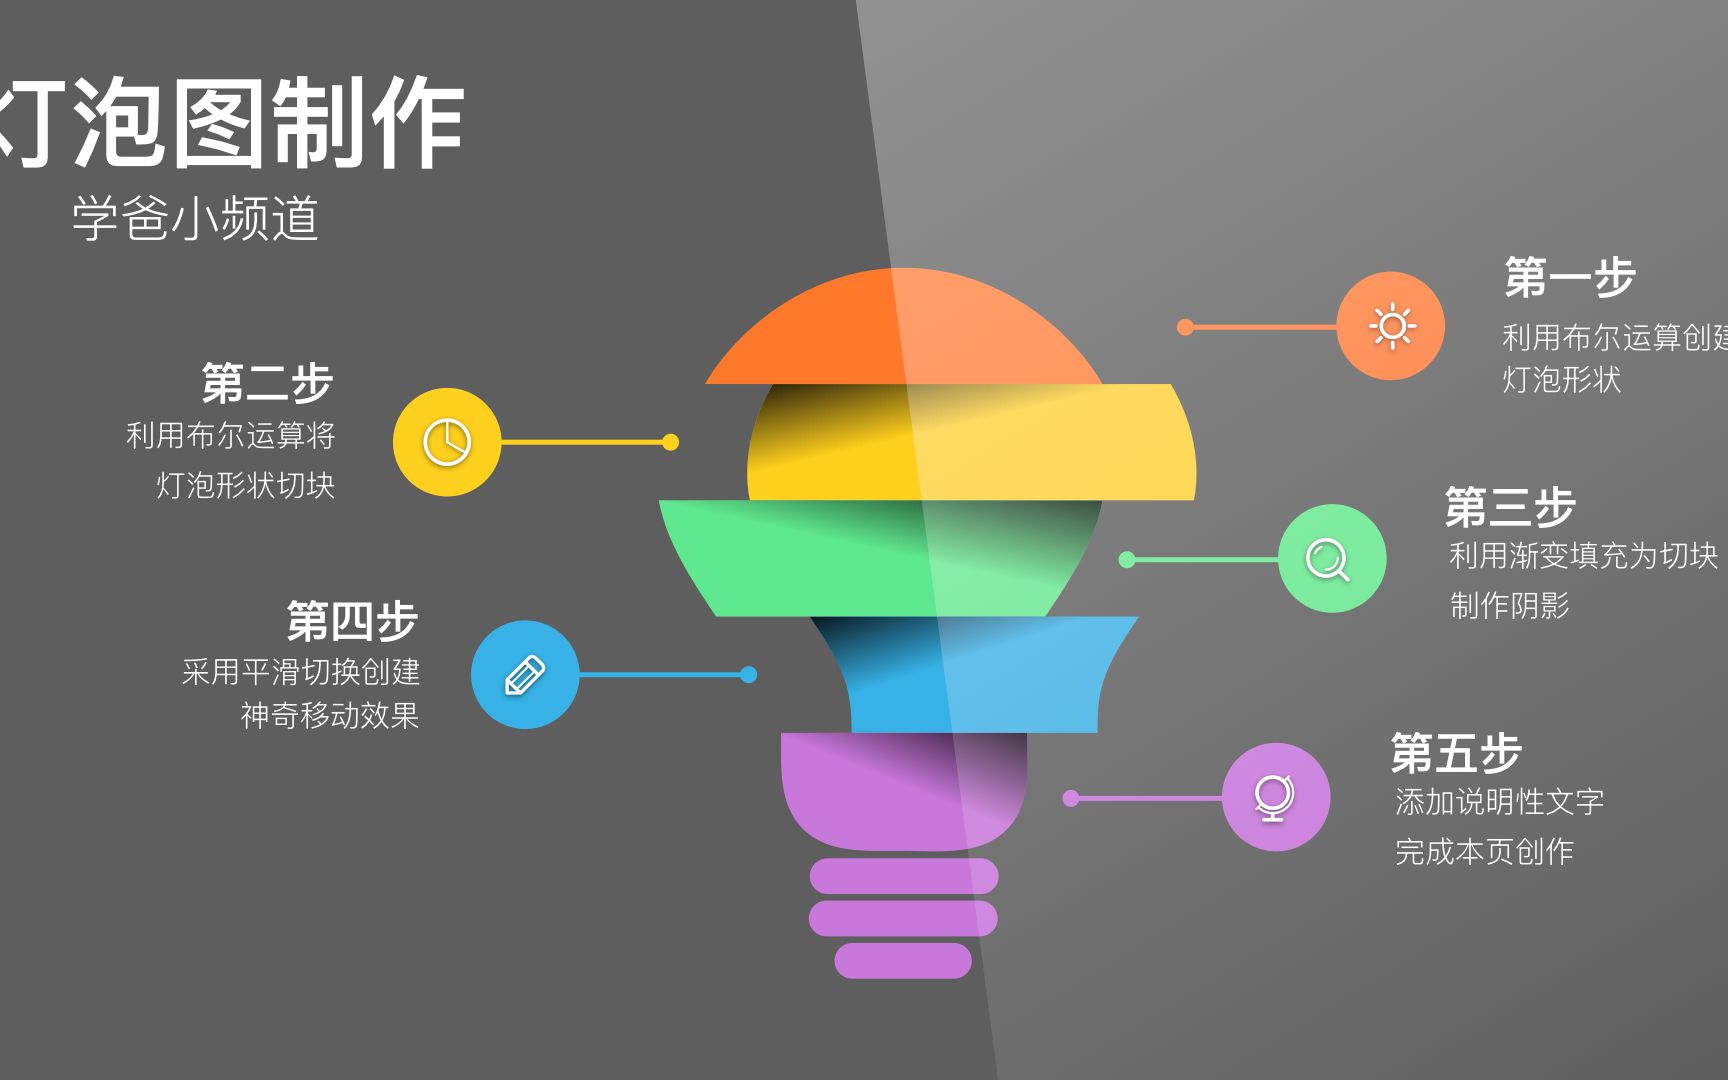 灯泡图制作
学爸小频道
第一步
利用布尔运算创建
灯泡形状
第二步
利用布尔运算将
灯泡形状切块
第三步
利用渐变填充为切块
制作阴影
第四步
采用平滑切换创建
神奇移动效果
第五步
添加说明性文字
完成本页创作